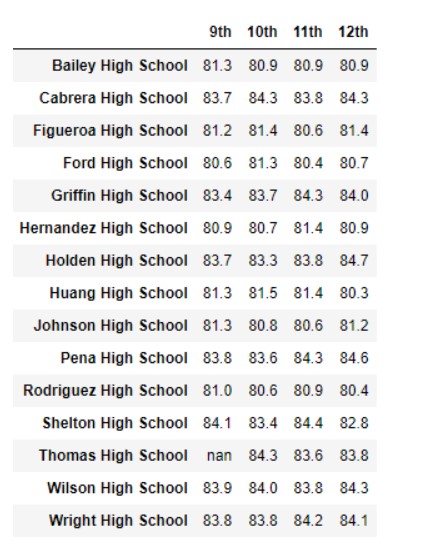 9th 10th 11th 12th
Bailey High School 81.3 80.9 80.9 80.9
Cabrera High School 83.7 84.3 83.8 84.3
Figueroa High School 81.2 81.4 80.6 81.4
Ford High School 80.6 81.3 80.4 80.7
Griffin High School 83.4 83.7 84.3 84.0
Hernandez High School 80.9 80.7 81.4 80.9
Holden High School 83.7 83.3 83.8 84.7
Huang High School 81.3 81.5 81.4 80.3
Johnson High School 81.3 80.8 80.6 81.2
Pena High School 83.8 83.6 84.3 84.6
Rodriguez High School 81.0 80.6 80.9 80.4
Shelton High School 84.1 83.4 84.4 82.8
Thomas High School nan 84.3 83.6 83.8
Wilson High School 83.9 84.0 83.8 84.3
Wright High School 83.8 83.8 84.2 84.1